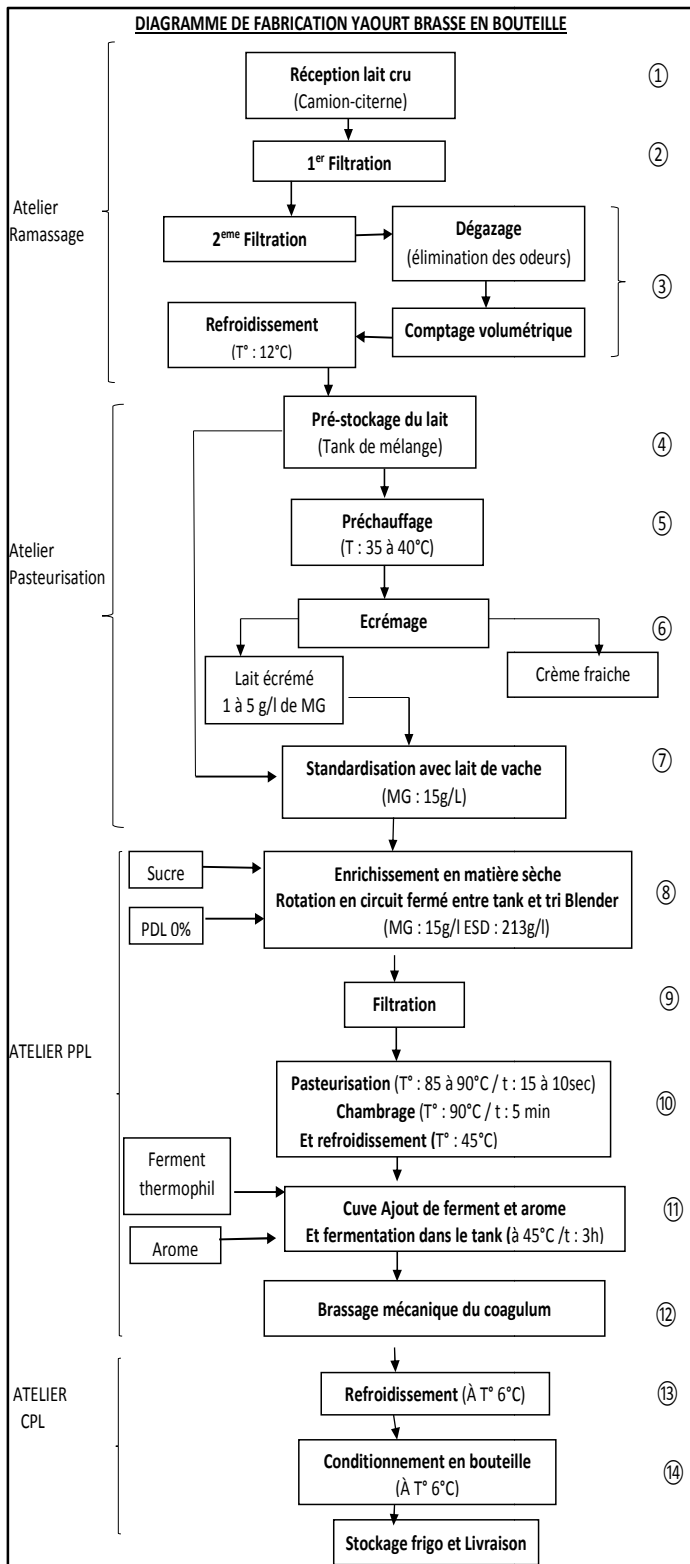 DIAGRAMME DE FABRICATION YAOURT BRASSE EN BOUTEILLE
Réception lait cru
(Camion-citerne)
①
1er Filtration
②
Atelier
Ramassage
2eme Filtration
Dégazage
(élimination des odeurs)
③
Refroidissement
(T° : 12°C)
Comptage volumétrique
Pré-stockage du lait
(Tank de mélange)
④
Préchauffage
(T : 35 à 40°C)
⑤
Atelier
Pasteurisation
Ecrémage
⑥
Lait écrémé
1 à 5 g/l de MG
Crème fraiche
Standardisation avec lait de vache
(MG : 15g/L)
⑦
Sucre
PDL 0%
Enrichissement en matière sèche
Rotation en circuit fermé entre tank et tri Blender
(MG : 15g/l ESD : 213g/l)
⑧
Filtration
⑨
ATELIER PPL
Pasteurisation (T° : 85 à 90°C / t : 15 à 10sec)
Chambrage (T° : 90°C / t : 5 min
Et refroidissement (T° : 45°C)
⑩
Ferment
thermophil
Arome
Cuve Ajout de ferment et arome
Et fermentation dans le tank (à 45°C /t : 3h)
⑪
Brassage mécanique du coagulum
⑫
ATELIER
CPL
Refroidissement (À T° 6°C)
⑬
Conditionnement en bouteille
(À T° 6°C)
⑭
Stockage frigo et Livraison